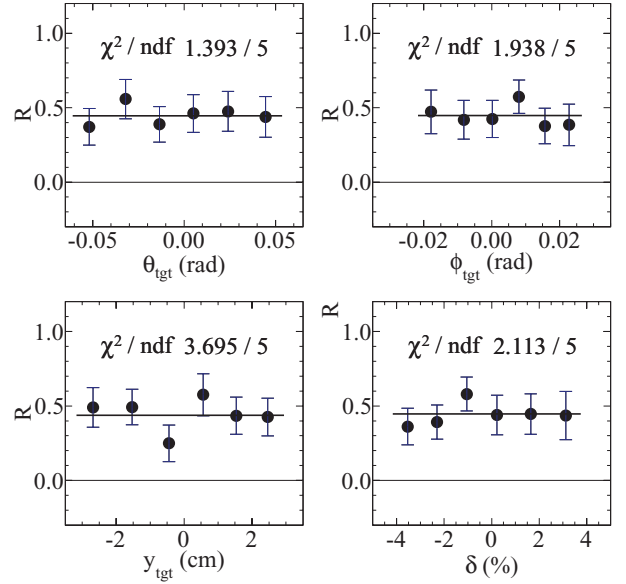 χ² / ndf 1.393 / 5
1.0
0.5
0.0
R
-0.05 0.00 0.05
θtgt (rad)
χ² / ndf 1.938 / 5
1.0
0.5
0.0
R
-0.02 0.00 0.02
ϕtgt (rad)
χ² / ndf 3.695 / 5
1.0
0.5
0.0
R
-2 0 2
ytgt (cm)
χ² / ndf 2.113 / 5
1.0
0.5
0.0
R
-4 -2 0 2 4
δ (%)